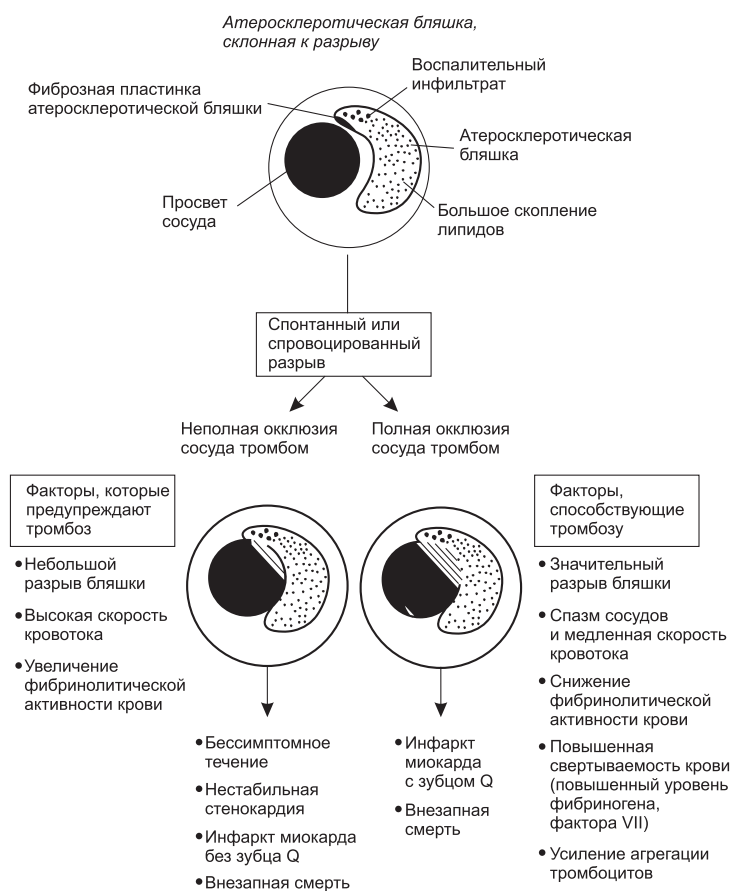 Атеросклеротическая бляшка,
склонная к разрыву
Воспалительный
инфильтрат
Фиброзная пластинка
атеросклеротической бляшки
Атеросклеротическая
бляшка
Просвет
сосуда
Большое скопление
липидов
Спонтанный или
спровоцированный
разрыв
Неполная окклюзия
сосуда тромбом
Полная окклюзия
сосуда тромбом
Факторы, которые
предупреждают
тромбоз
• Небольшой
разрыв бляшки
• Высокая скорость
кровотока
• Увеличение
фибринолитической
активности крови
Факторы,
способствующие
тромбозу
• Значительный
разрыв бляшки
• Спазм сосудов
и медленная скорость
кровотока
• Снижение
фибринолитической
активности крови
• Повышенная
свертываемость крови
(повышенный уровень
фибриногена,
фактора VII)
• Усиление агрегации
тромбоцитов
• Бессимптомное
течение
• Нестабильная
стенокардия
• Инфаркт миокарда
без зубца Q
• Внезапная смерть
• Инфаркт
миокарда
с зубцом Q
• Внезапная
смерть